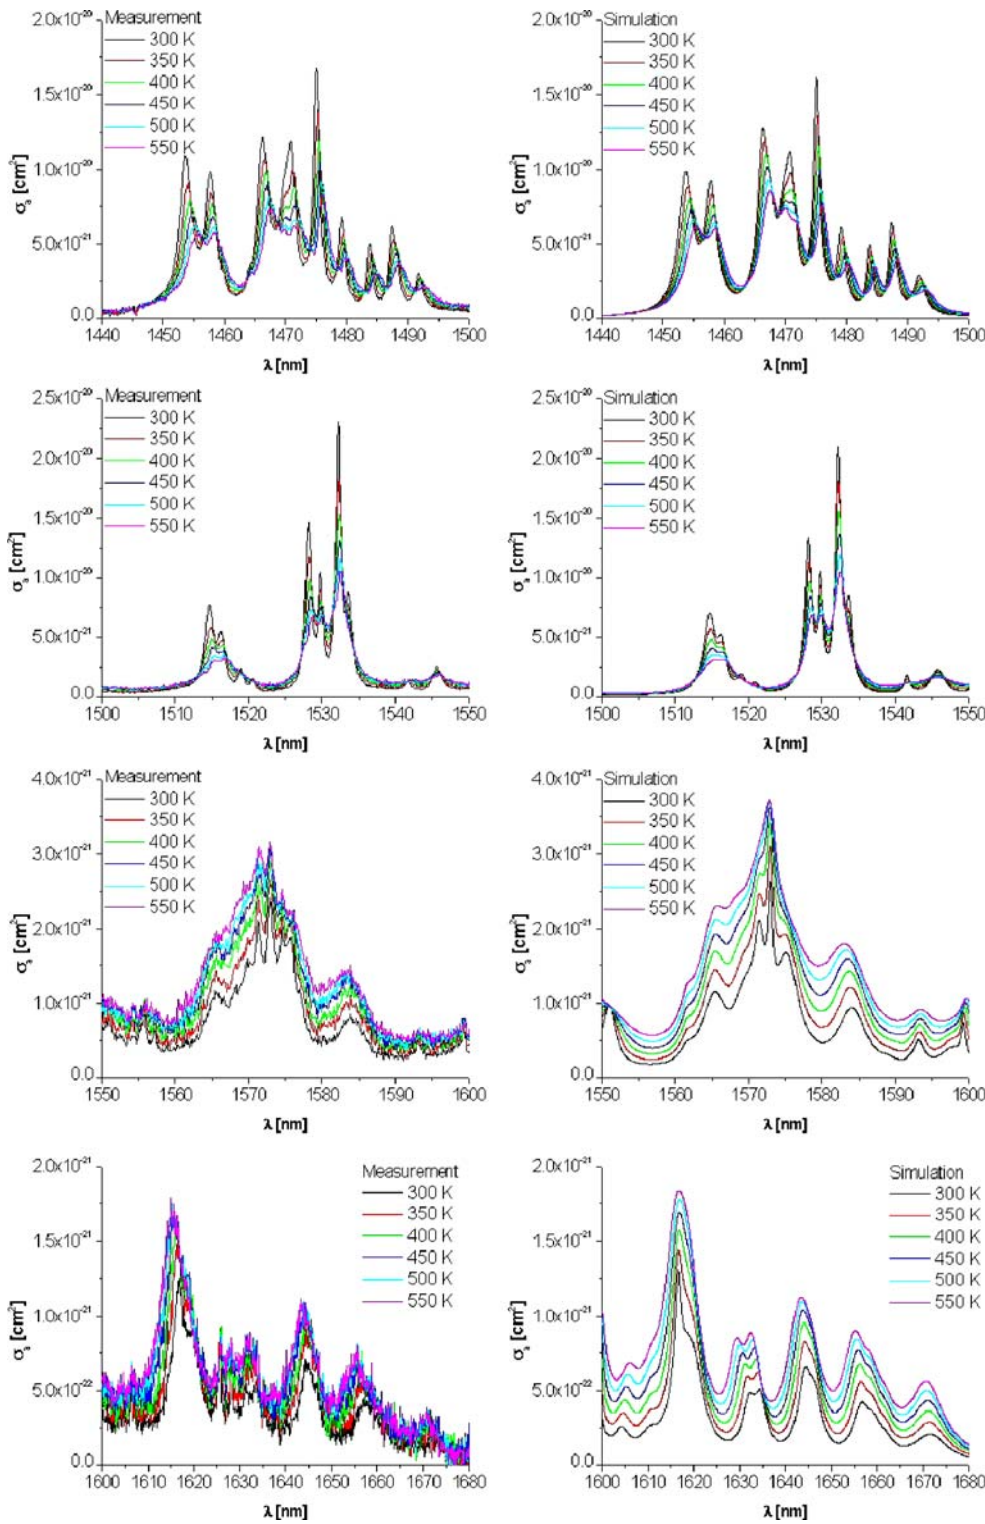 Measurement
2.0x10⁻²⁰
300 K
350 K
1.5x10⁻²⁰
400 K
450 K
500 K
550 K
1.0x10⁻²⁰
σₐ [cm²]
5.0x10⁻²¹
0.0
1440 1450 1460 1470 1480 1490 1500
λ [nm]
Simulation
2.0x10⁻²⁰
300 K
350 K
1.5x10⁻²⁰
400 K
450 K
500 K
550 K
1.0x10⁻²⁰
σₐ [cm²]
5.0x10⁻²¹
0.0
1440 1450 1460 1470 1480 1490 1500
λ [nm]
Measurement
2.5x10⁻²⁰
300 K
350 K
2.0x10⁻²⁰
400 K
450 K
500 K
1.5x10⁻²⁰
550 K
σₐ [cm²]
1.0x10⁻²⁰
5.0x10⁻²¹
0.0
1500 1510 1520 1530 1540 1550
λ [nm]
Simulation
2.5x10⁻²⁰
300 K
350 K
2.0x10⁻²⁰
400 K
450 K
500 K
1.5x10⁻²⁰
550 K
σₐ [cm²]
1.0x10⁻²⁰
5.0x10⁻²¹
0.0
1500 1510 1520 1530 1540 1550
λ [nm]
Measurement
4.0x10⁻²¹
300 K
350 K
400 K
3.0x10⁻²¹
450 K
500 K
550 K
2.0x10⁻²¹
σₐ [cm²]
1.0x10⁻²¹
0.0
1550 1560 1570 1580 1590 1600
λ [nm]
Simulation
4.0x10⁻²¹
300 K
350 K
400 K
3.0x10⁻²¹
450 K
500 K
550 K
2.0x10⁻²¹
σₐ [cm²]
1.0x10⁻²¹
0.0
1550 1560 1570 1580 1590 1600
λ [nm]
2.0x10⁻²¹
Measurement
300 K
350 K
1.5x10⁻²¹
400 K
450 K
500 K
550 K
1.0x10⁻²¹
σₐ [cm²]
5.0x10⁻²²
0.0
1600 1610 1620 1630 1640 1650 1660 1670 1680
λ [nm]
2.0x10⁻²¹
Simulation
300 K
350 K
1.5x10⁻²¹
400 K
450 K
500 K
550 K
1.0x10⁻²¹
σₐ [cm²]
5.0x10⁻²²
0.0
1600 1610 1620 1630 1640 1650 1660 1670 1680
λ [nm]